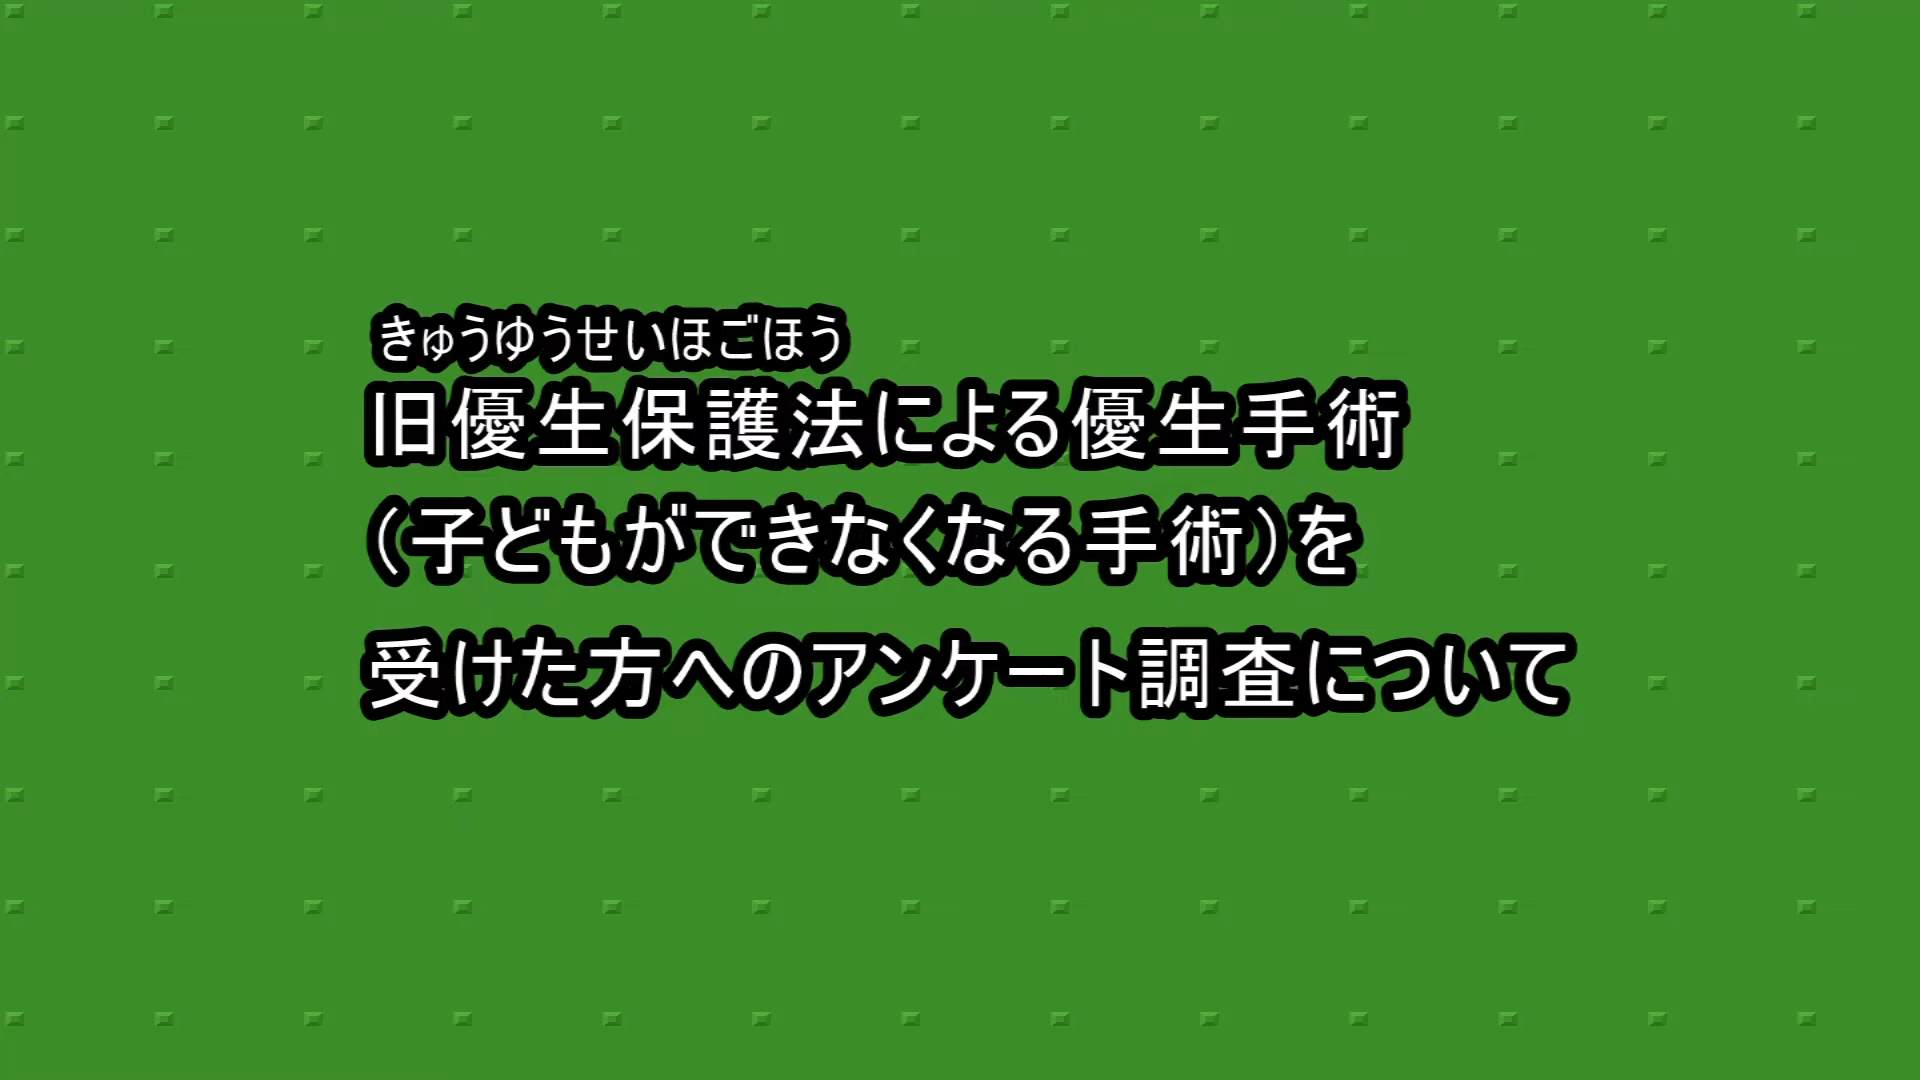 きゅうゆうせいほごほう
旧優生保護法による優生手術
（子どもができなくなる手術）を
受けた方へのアンケート調査について